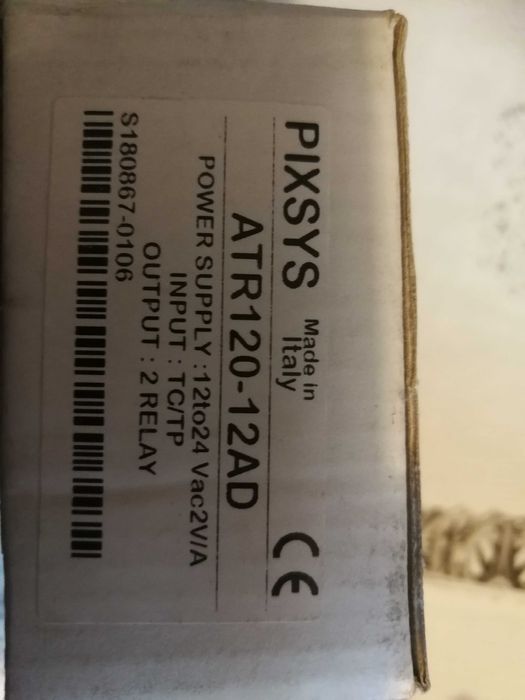 PIXSYS Made in Italy CE
ATR120-12AD
POWER SUPPLY :12to24 Vac2V/A
INPUT : TC/TP
OUTPUT : 2 RELAY
S180867-0106